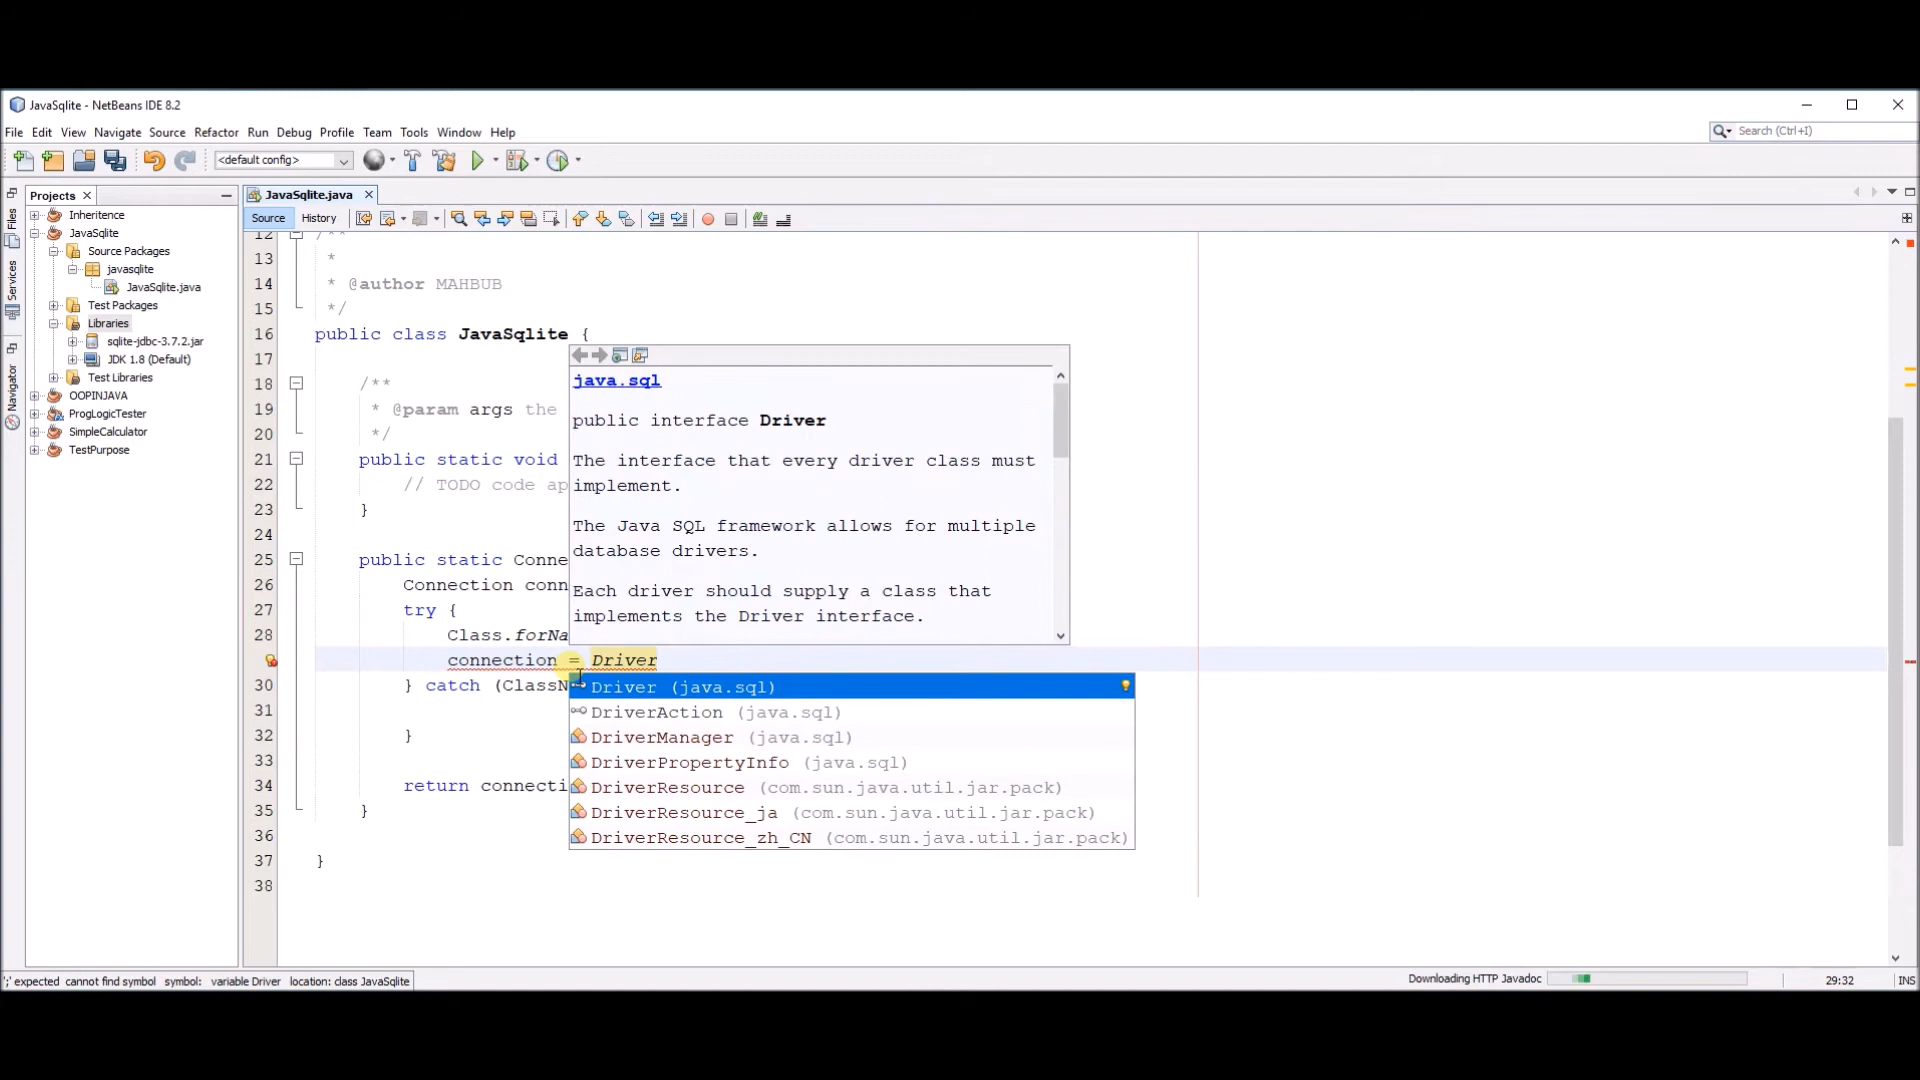 JavaSqlite - NetBeans IDE 8.2
File Edit View Navigate Source Refactor Run Debug Profile Team Tools Window Help
Search (Ctrl+I)
<default config>
Projects
JavaSqlite.java
Files
Services
Navigator
Inheritence
JavaSqlite
Source Packages
javasqlite
JavaSqlite.java
Test Packages
Libraries
sqlite-jdbc-3.7.2.jar
JDK 1.8 (Default)
Test Libraries
OOPINJAVA
ProgLogicTester
SimpleCalculator
TestPurpose
Source History
12 /**
13 *
14 * @author MAHBUB
15 */
16 public class JavaSqlite {
17
18 /**
19 * @param args the
20 */
21 public static void
22 // TODO code ap
23 }
24
25 public static Conne
26 Connection conn
27 try {
28 Class.forNa
connection = Driver
30 } catch (ClassN
31
32 }
33
34 return connecti
35 }
36
37 }
38
java.sql
public interface Driver
The interface that every driver class must
implement.
The Java SQL framework allows for multiple
database drivers.
Each driver should supply a class that
implements the Driver interface.
Driver (java.sql)
DriverAction (java.sql)
DriverManager (java.sql)
DriverPropertyInfo (java.sql)
DriverResource (com.sun.java.util.jar.pack)
DriverResource_ja (com.sun.java.util.jar.pack)
DriverResource_zh_CN (com.sun.java.util.jar.pack)
';' expected cannot find symbol symbol: variable Driver location: class JavaSqlite
Downloading HTTP Javadoc
29:32
INS